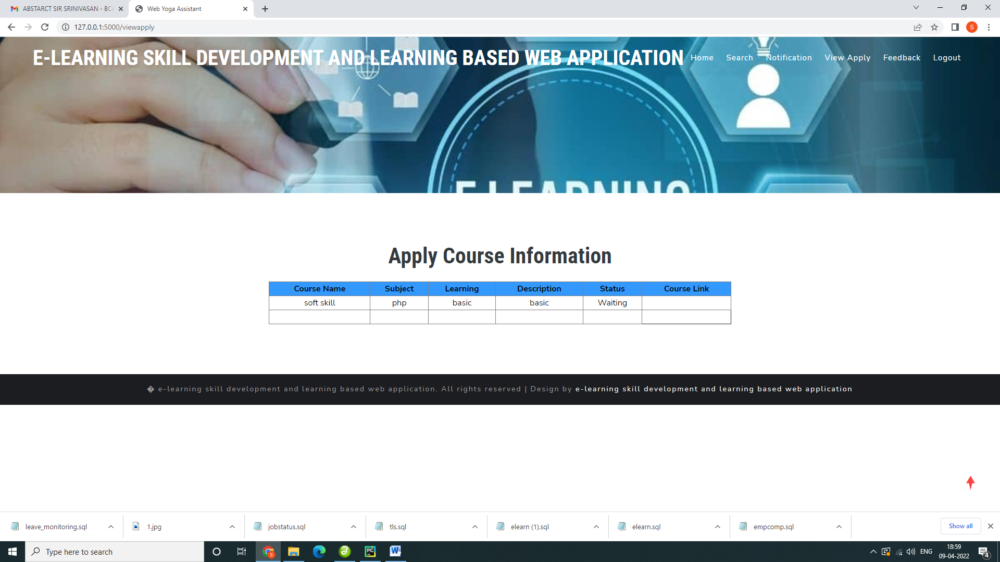 ABSTARCT SIR SRINIVASAN - BCA
Web Yoga Assistant
127.0.0.1:5000/viewapply
S
E-LEARNING SKILL DEVELOPMENT AND LEARNING BASED WEB APPLICATION
Home Search Notification View Apply Feedback Logout
E LEARNING
Apply Course Information
Course Name Subject Learning Description Status Course Link
soft skill php basic basic Waiting
� e-learning skill development and learning based web application. All rights reserved | Design by e-learning skill development and learning based web application
leave_monitoring.sql 1.jpg jobstatus.sql tls.sql elearn (1).sql elearn.sql empcomp.sql Show all
Type here to search
ENG
18:59
09-04-2022
4